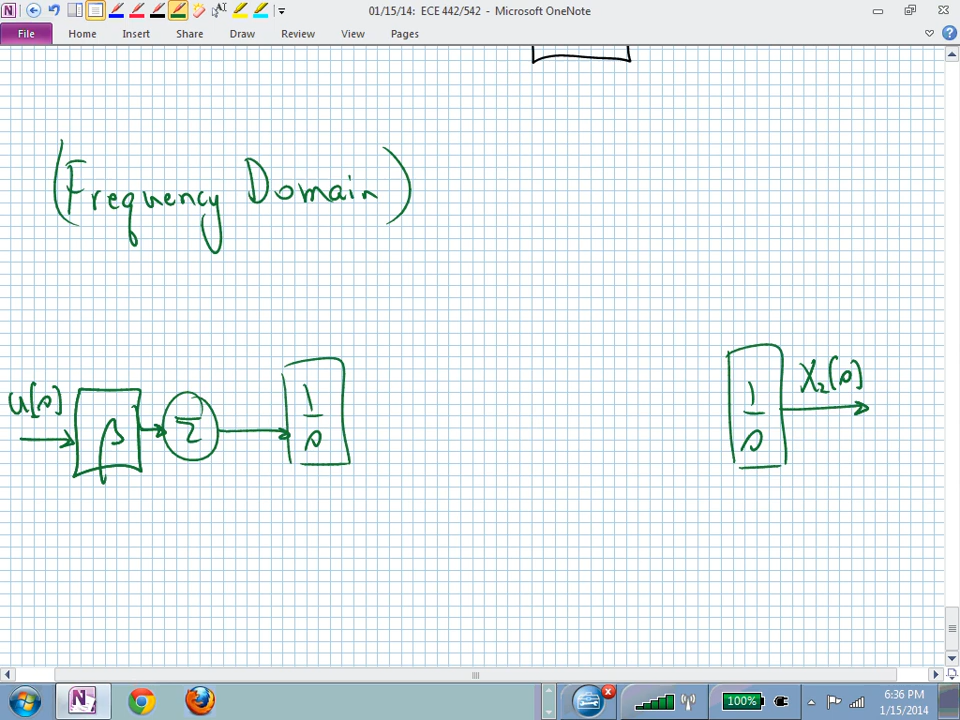 01/15/14: ECE 442/542 - Microsoft OneNote
File Home Insert Share Draw Review View Pages
(Frequency Domain)
u[s] β Σ 1/s 1/s X₂[s]
100% 6:36 PM
1/15/2014